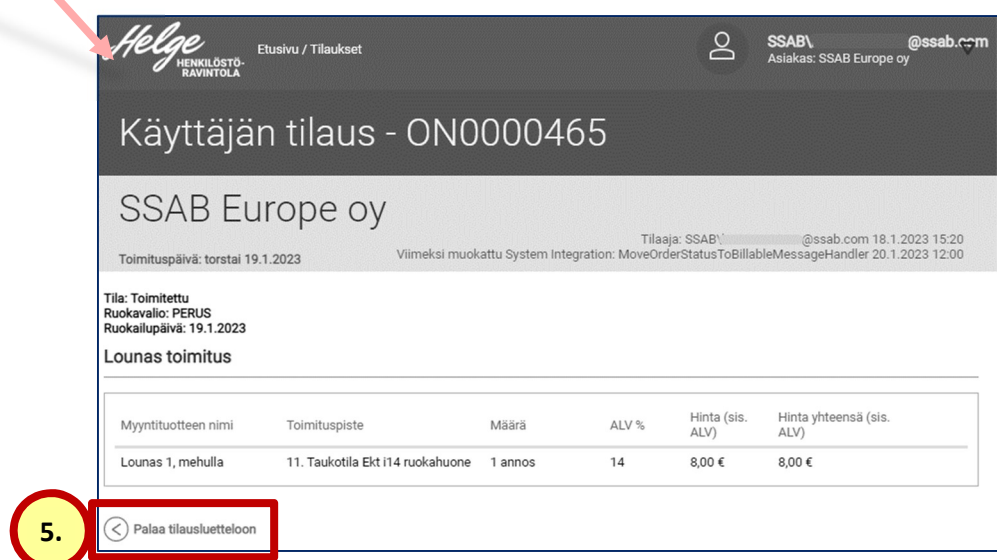 Helge
HENKILÖSTÖ-
RAVINTOLA
Etusivu / Tilaukset
SSAB\ @ssab.com
Asiakas: SSAB Europe oy
Käyttäjän tilaus - ON0000465
SSAB Europe oy
Tilaaja: SSAB\ @ssab.com 18.1.2023 15:20
Toimituspäivä: torstai 19.1.2023
Viimeksi muokattu System Integration: MoveOrderStatusToBillableMessageHandler 20.1.2023 12:00
Tila: Toimitettu
Ruokavalio: PERUS
Ruokailupäivä: 19.1.2023
Lounas toimitus
Myyntituotteen nimi Toimituspiste Määrä ALV % Hinta (sis. ALV) Hinta yhteensä (sis. ALV)
Lounas 1, mehulla 11. Taukotila Ekt i14 ruokahuone 1 annos 14 8,00 € 8,00 €
5.
Palaa tilausluetteloon